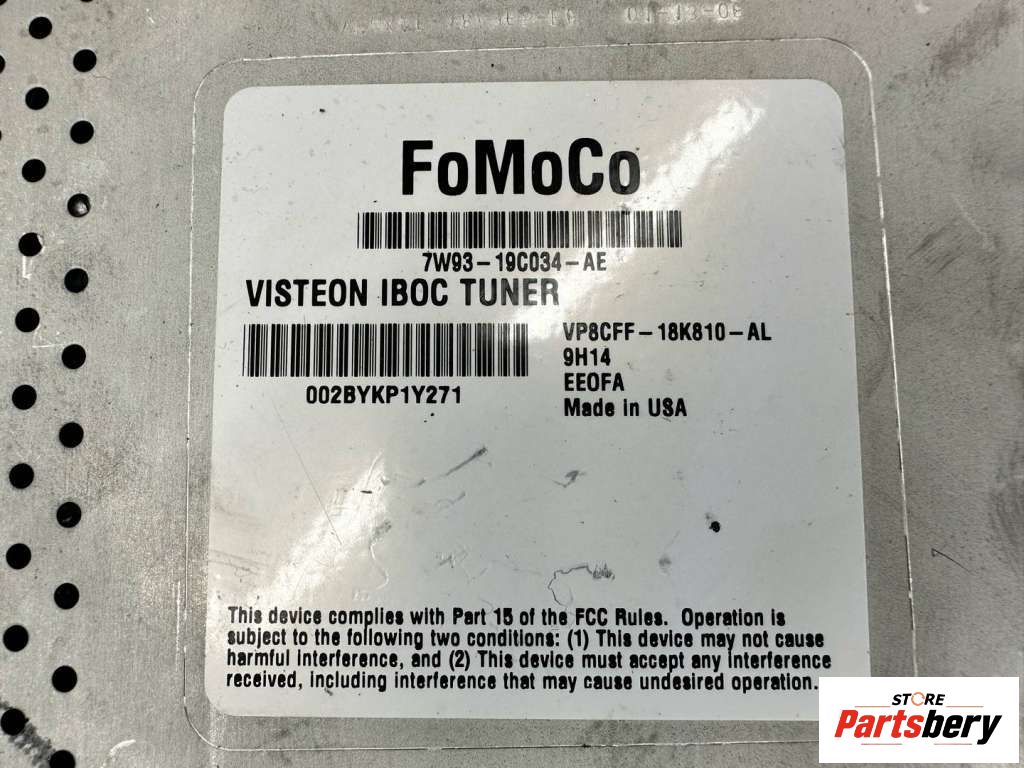 FoMoCo
7W93-19C034-AE
VISTEON IBOC TUNER
VP8CFF-18K810-AL
9H14
EEOFA
Made in USA
002BYKP1Y271
This device complies with Part 15 of the FCC Rules. Operation is
subject to the following two conditions: (1) This device may not cause
harmful interference, and (2) This device must accept any interference
received, including interference that may cause undesired operation.
STORE
Partsbery